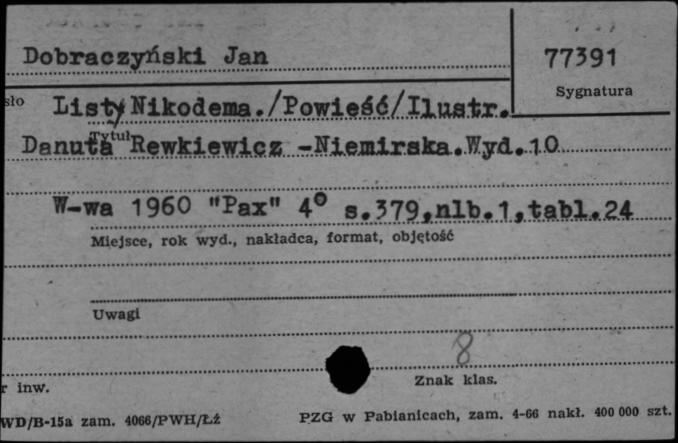 Dobraczyński Jan
77391
Sygnatura
sło Listy Nikodema./Powieść/Ilustr.
Tytuł
Danuta Rewkiewicz -Niemirska.Wyd.10
W-wa 1960 "Pax" 4° s.379,nlb.1,tabl.24
Miejsce, rok wyd., nakładca, format, objętość
Uwagi
8
r inw.
Znak klas.
WD/B-15a zam. 4066/PWH/Łź
PZG w Pabianicach, zam. 4-66 nakł. 400 000 szt.